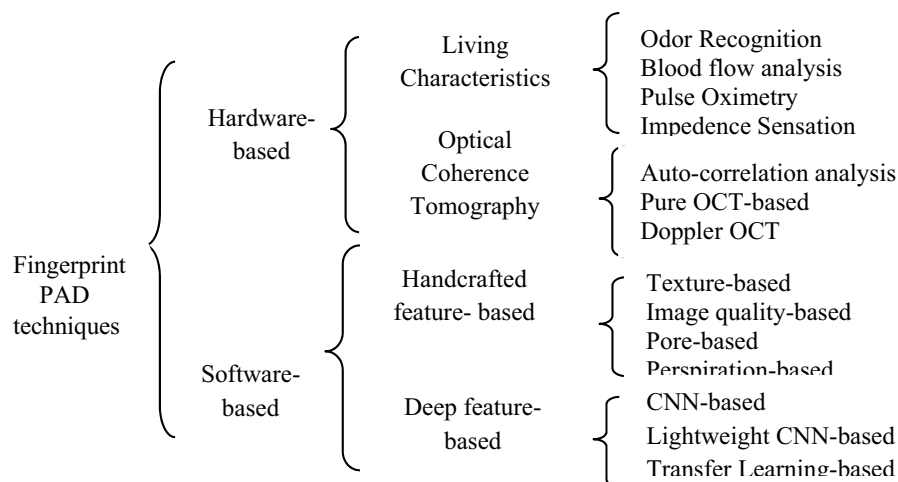 Fingerprint
PAD
techniques
Hardware-
based
Living
Characteristics
Odor Recognition
Blood flow analysis
Pulse Oximetry
Impedence Sensation
Optical
Coherence
Tomography
Auto-correlation analysis
Pure OCT-based
Doppler OCT
Software-
based
Handcrafted
feature- based
Texture-based
Image quality-based
Pore-based
Perspiration-based
Deep feature-
based
CNN-based
Lightweight CNN-based
Transfer Learning-based